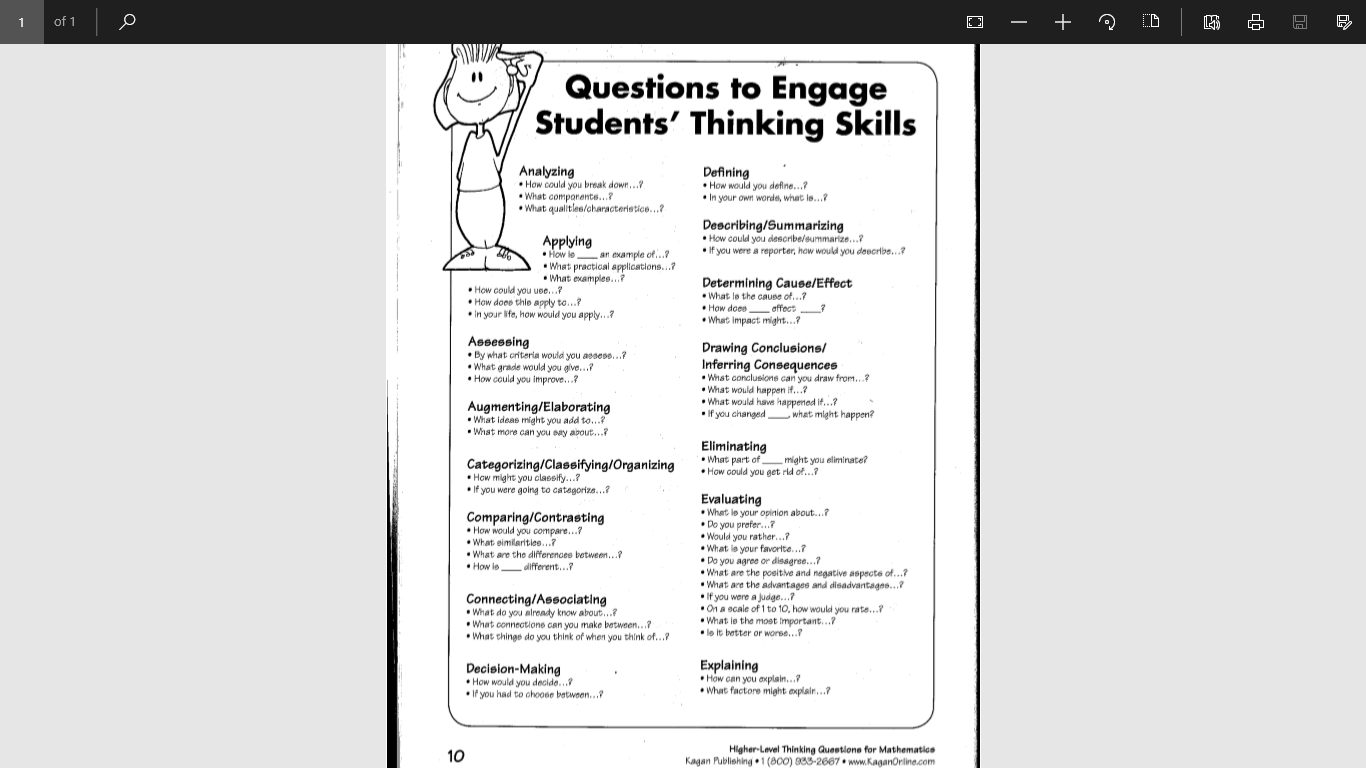 1 of 1
Questions to Engage
Students' Thinking Skills
Analyzing
• How could you break down...?
• What components...?
• What qualities/characteristics...?
Applying
• How is ____ an example of...?
• What practical applications...?
• What examples...?
• How could you use...?
• How does this apply to...?
• In your life, how would you apply...?
Assessing
• By what criteria would you assess...?
• What grade would you give...?
• How could you improve...?
Augmenting/Elaborating
• What ideas might you add to...?
• What more can you say about...?
Categorizing/Classifying/Organizing
• How might you classify...?
• If you were going to categorize...?
Comparing/Contrasting
• How would you compare...?
• What similarities...?
• What are the differences between...?
• How is ____ different...?
Connecting/Associating
• What do you already know about...?
• What connections can you make between...?
• What things do you think of when you think of...?
Decision-Making
• How would you decide...?
• If you had to choose between...?
Defining
• How would you define...?
• In your own words, what is...?
Describing/Summarizing
• How could you describe/summarize...?
• If you were a reporter, how would you describe...?
Determining Cause/Effect
• What is the cause of...?
• How does ____ effect ____?
• What impact might...?
Drawing Conclusions/
Inferring Consequences
• What conclusions can you draw from...?
• What would happen if...?
• What would have happened if...?
• If you changed ____, what might happen?
Eliminating
• What part of ____ might you eliminate?
• How could you get rid of...?
Evaluating
• What is your opinion about...?
• Do you prefer...?
• Would you rather...?
• What is your favorite...?
• Do you agree or disagree...?
• What are the positive and negative aspects of...?
• What are the advantages and disadvantages...?
• If you were a judge...?
• On a scale of 1 to 10, how would you rate...?
• What is the most important...?
• Is it better or worse...?
Explaining
• How can you explain...?
• What factors might explain...?
10
Higher-Level Thinking Questions for Mathematics
Kagan Publishing • 1 (800) 933-2667 • www.KaganOnline.com